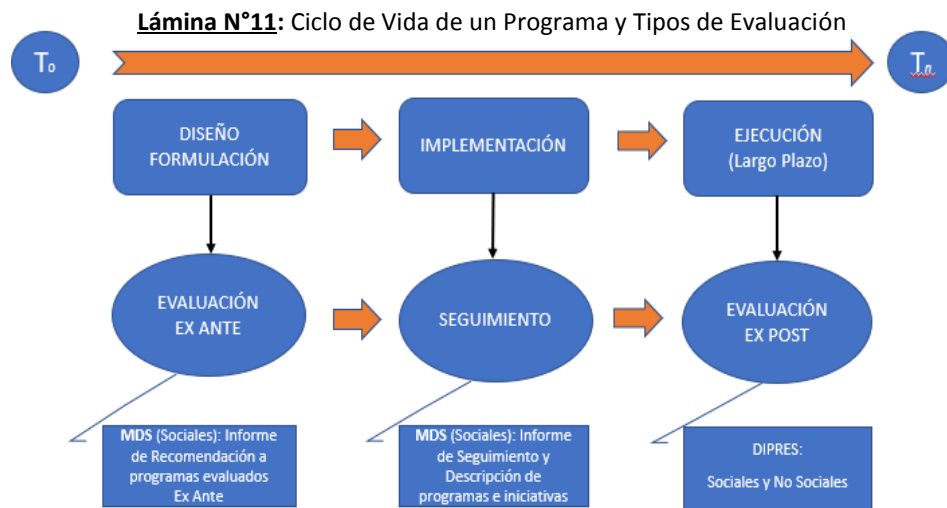 Lámina N°11: Ciclo de Vida de un Programa y Tipos de Evaluación
T₀
Tₙ
DISEÑO
FORMULACIÓN
IMPLEMENTACIÓN
EJECUCIÓN
(Largo Plazo)
EVALUACIÓN
EX ANTE
SEGUIMIENTO
EVALUACIÓN
EX POST
MDS (Sociales): Informe
de Recomendación a
programas evaluados
Ex Ante
MDS (Sociales): Informe
de Seguimiento y
Descripción de
programas e iniciativas
DIPRES:
Sociales y No Sociales